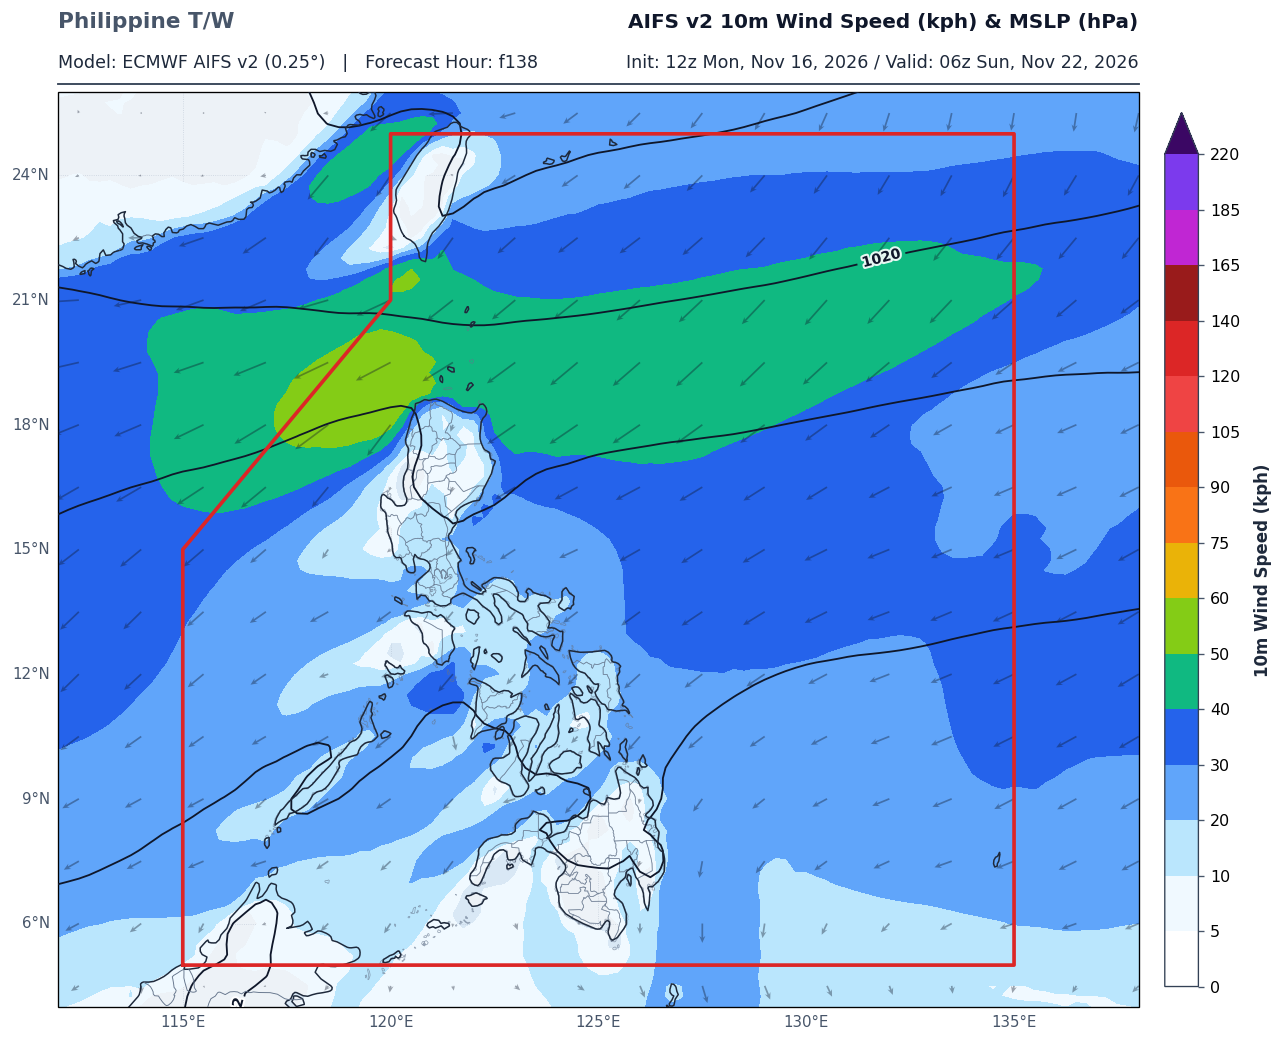 Philippine T/W
AIFS v2 10m Wind Speed (kph) & MSLP (hPa)
Model: ECMWF AIFS v2 (0.25°) | Forecast Hour: f138
Init: 12z Mon, Nov 16, 2026 / Valid: 06z Sun, Nov 22, 2026
24°N
21°N
18°N
15°N
12°N
9°N
6°N
1020
2
115°E
120°E
125°E
130°E
135°E
220
185
165
140
120
105
90
75
60
50
40
30
20
10
5
0
10m Wind Speed (kph)